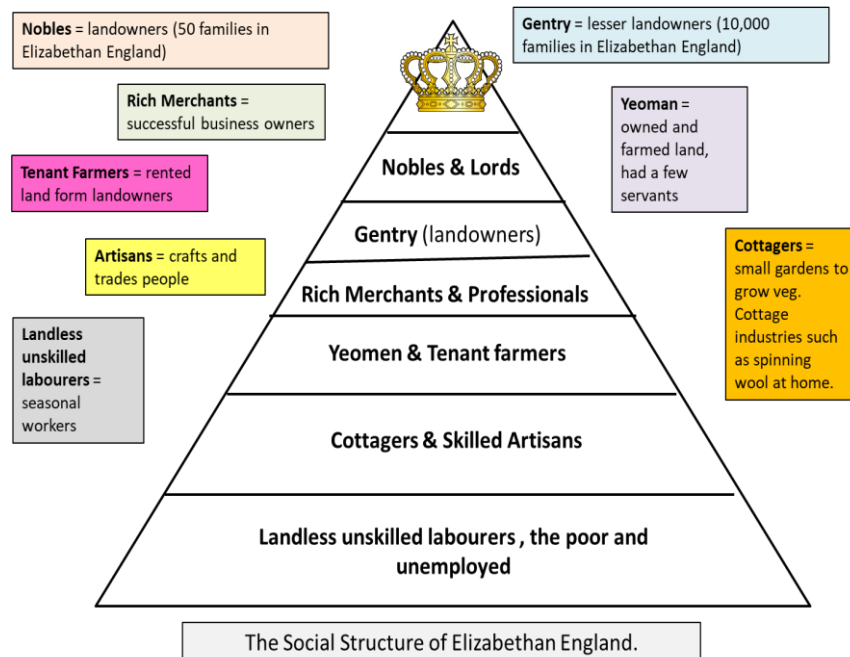 Nobles = landowners (50 families in
Elizabethan England)
Gentry = lesser landowners (10,000
families in Elizabethan England)
Rich Merchants =
successful business owners
Yeoman =
owned and
farmed land,
had a few
servants
Tenant Farmers = rented
land form landowners
Artisans = crafts and
trades people
Cottagers =
small gardens to
grow veg.
Cottage
industries such
as spinning
wool at home.
Landless
unskilled
labourers =
seasonal
workers
Nobles & Lords
Gentry (landowners)
Rich Merchants & Professionals
Yeomen & Tenant farmers
Cottagers & Skilled Artisans
Landless unskilled labourers , the poor and
unemployed
The Social Structure of Elizabethan England.